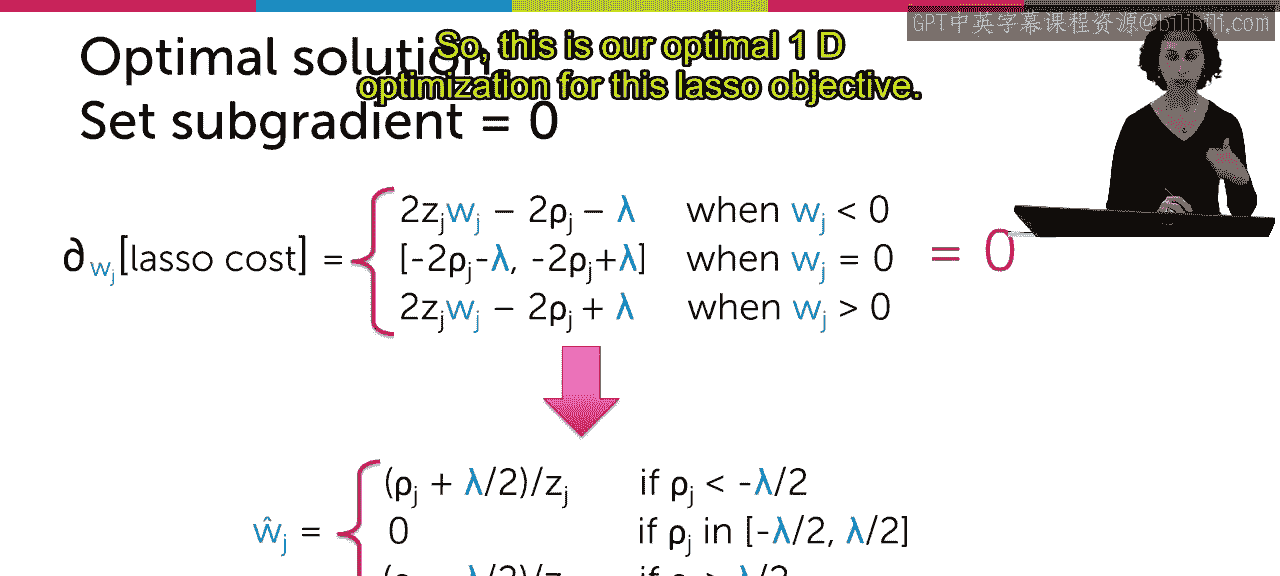 GPT中英字幕课程资源@bilibili.com
Optimal solution
So, this is our optimal 1 D
optimization for this lasso objective.
Set subgradient = 0
2zⱼwⱼ – 2ρⱼ – λ when wⱼ < 0
∂wⱼ[lasso cost] = [-2ρⱼ-λ, -2ρⱼ+λ] when wⱼ = 0 = 0
2zⱼwⱼ – 2ρⱼ + λ when wⱼ > 0
(ρⱼ + λ/2)/zⱼ if ρⱼ < -λ/2
ŵⱼ = 0 if ρⱼ in [-λ/2, λ/2]